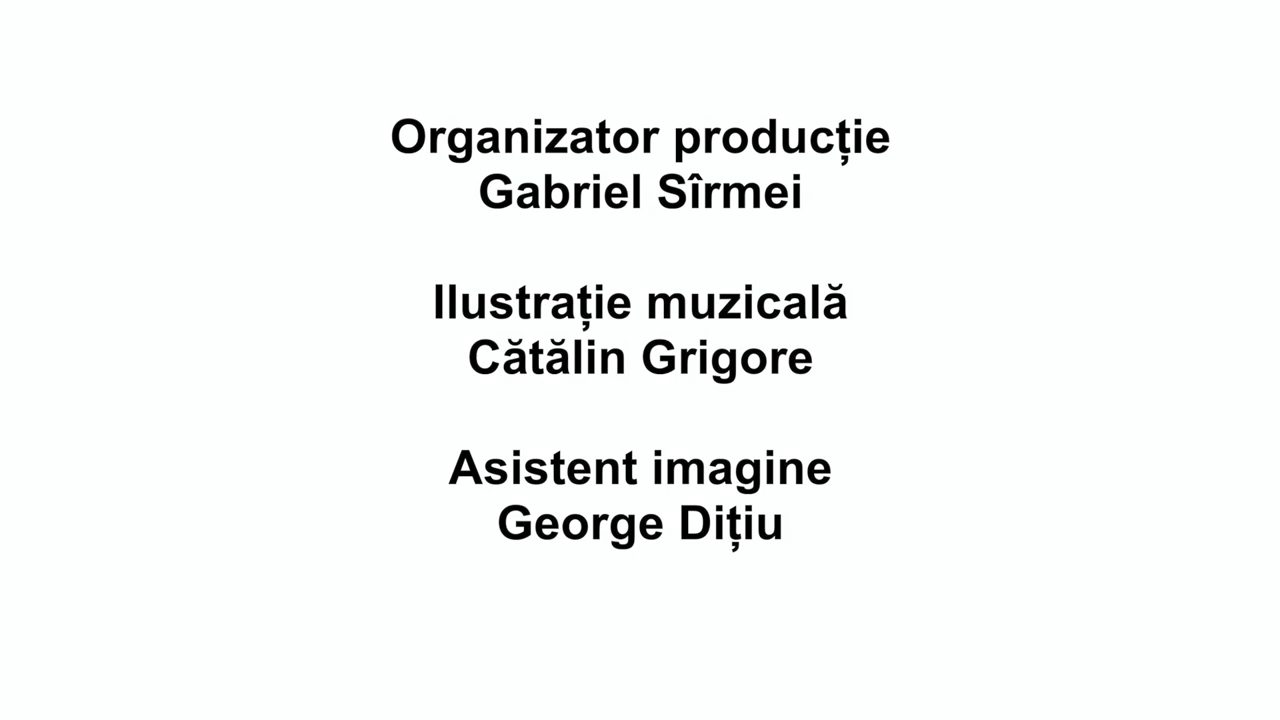 Organizator producție
Gabriel Sîrmei
Ilustrație muzicală
Cătălin Grigore
Asistent imagine
George Dițiu